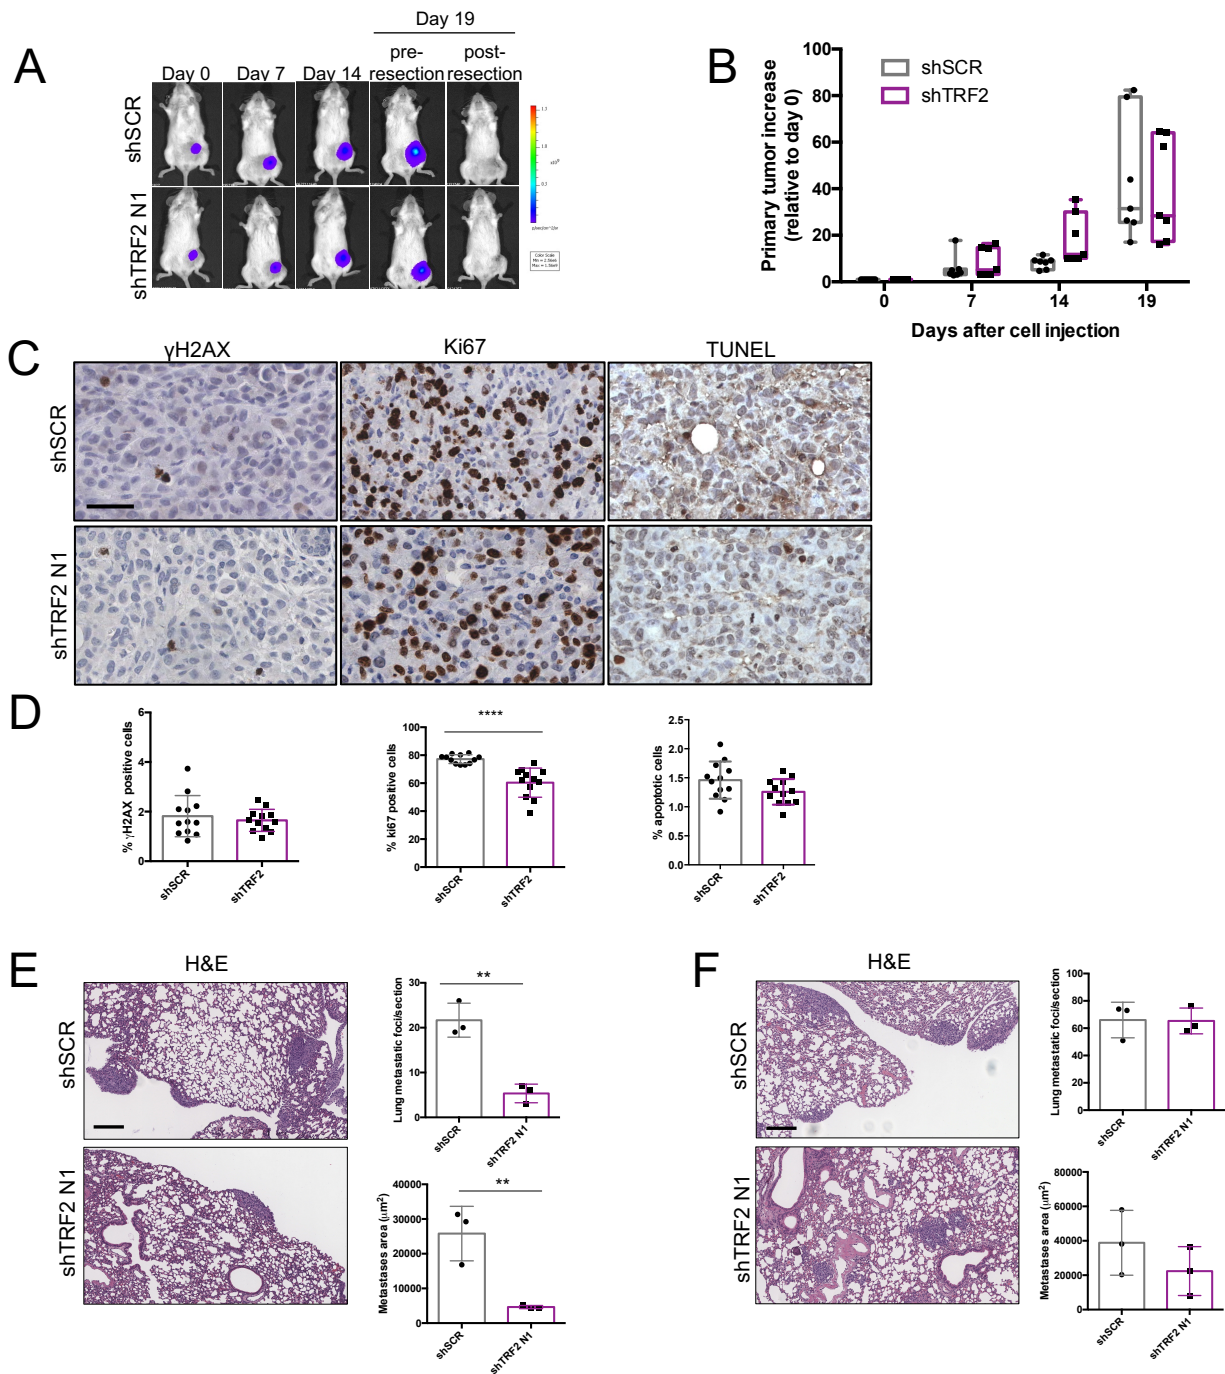 A
Day 19
Day 0
Day 7
Day 14
pre-
resection
post-
resection
shSCR
shTRF2 N1
Color Scale
B
Primary tumor increase
(relative to day 0)
100
80
60
40
20
0
shSCR
shTRF2
0
7
14
19
Days after cell injection
C
γH2AX
Ki67
TUNEL
shSCR
shTRF2 N1
D
% γH2AX positive cells
6
4
2
0
shSCR
shTRF2
% ki67 positive cells
100
80
60
40
20
0
****
shSCR
shTRF2
% apoptotic cells
2.5
2.0
1.5
1.0
0.5
0.0
shSCR
shTRF2
E
H&E
shSCR
shTRF2 N1
Lung metastatic foci/section
30
20
10
0
**
shSCR
shTRF2 N1
Metastases area (μm²)
40000
30000
20000
10000
0
**
shSCR
shTRF2 N1
F
H&E
shSCR
shTRF2 N1
Lung metastatic foci/section
100
80
60
40
20
0
shSCR
shTRF2 N1
Metastases area (μm²)
80000
60000
40000
20000
0
shSCR
shTRF2 N1